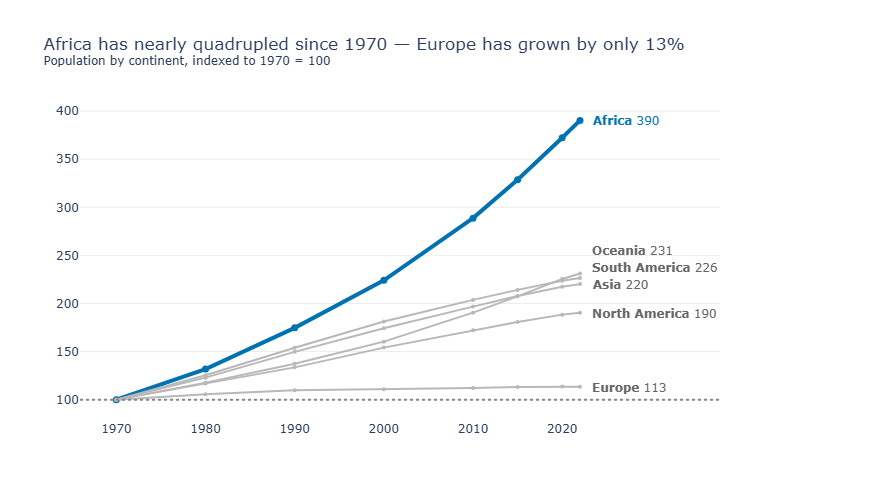 Africa has nearly quadrupled since 1970 — Europe has grown by only 13%
Population by continent, indexed to 1970 = 100
400
Africa 390
350
300
250
Oceania 231
South America 226
Asia 220
200
North America 190
150
Europe 113
100
1970 1980 1990 2000 2010 2020